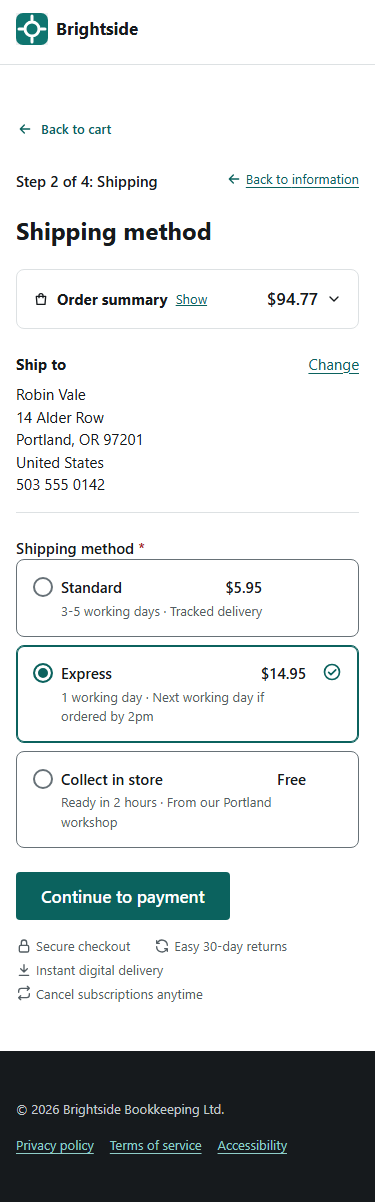 Brightside
Back to cart
Step 2 of 4: Shipping
Back to information
Shipping method
Order summary Show $94.77
Ship to Change
Robin Vale
14 Alder Row
Portland, OR 97201
United States
503 555 0142
Shipping method *
Standard $5.95
3-5 working days · Tracked delivery
Express $14.95
1 working day · Next working day if
ordered by 2pm
Collect in store Free
Ready in 2 hours · From our Portland
workshop
Continue to payment
Secure checkout Easy 30-day returns
Instant digital delivery
Cancel subscriptions anytime
© 2026 Brightside Bookkeeping Ltd.
Privacy policy Terms of service Accessibility